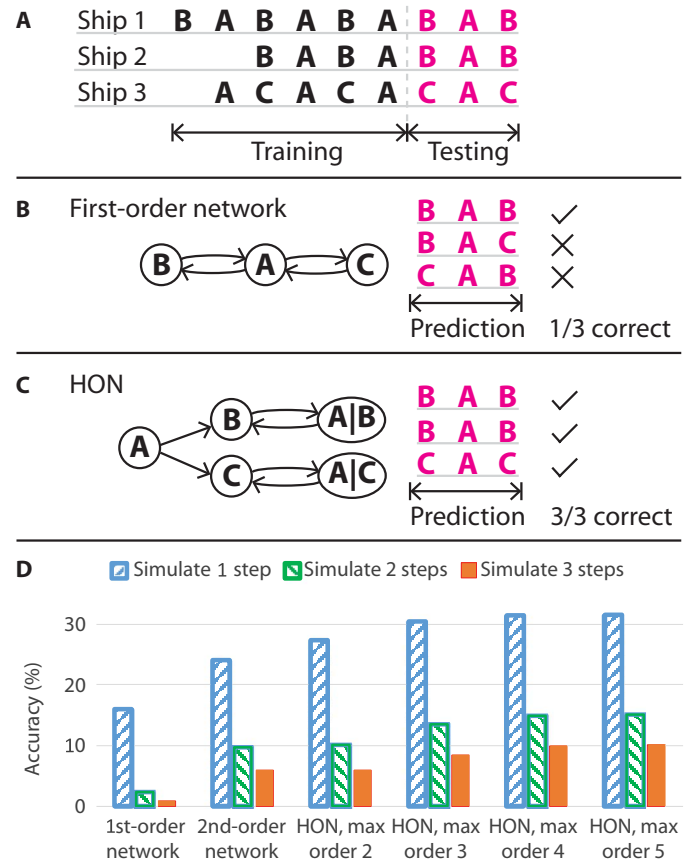 A
Ship 1 B A B A B A B A B
Ship 2 B A B A B A B
Ship 3 A C A C A C A C
Training Testing
B First-order network
B A C
B A B
B A C
C A B
Prediction 1/3 correct
C HON
A B A|B
C A|C
B A B
B A B
C A C
Prediction 3/3 correct
D
Simulate 1 step Simulate 2 steps Simulate 3 steps
Accuracy (%)
30
20
10
0
1st-order
network
2nd-order
network
HON, max
order 2
HON, max
order 3
HON, max
order 4
HON, max
order 5